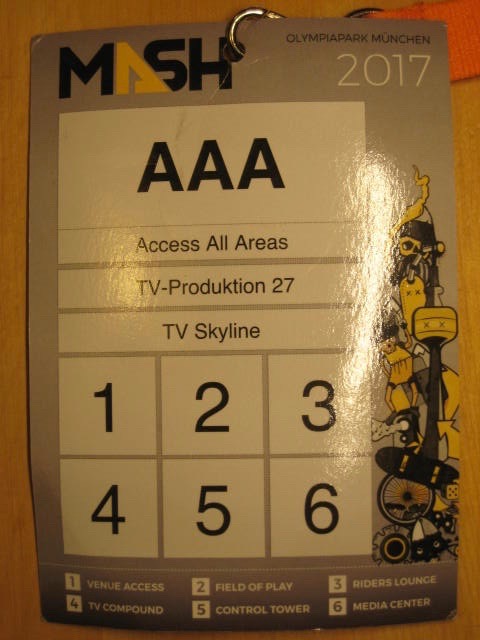 MASH
OLYMPIAPARK MÜNCHEN
2017
AAA
Access All Areas
TV-Produktion 27
TV Skyline
1 2 3
4 5 6
1 VENUE ACCESS 2 FIELD OF PLAY 3 RIDERS LOUNGE
4 TV COMPOUND 5 CONTROL TOWER 6 MEDIA CENTER